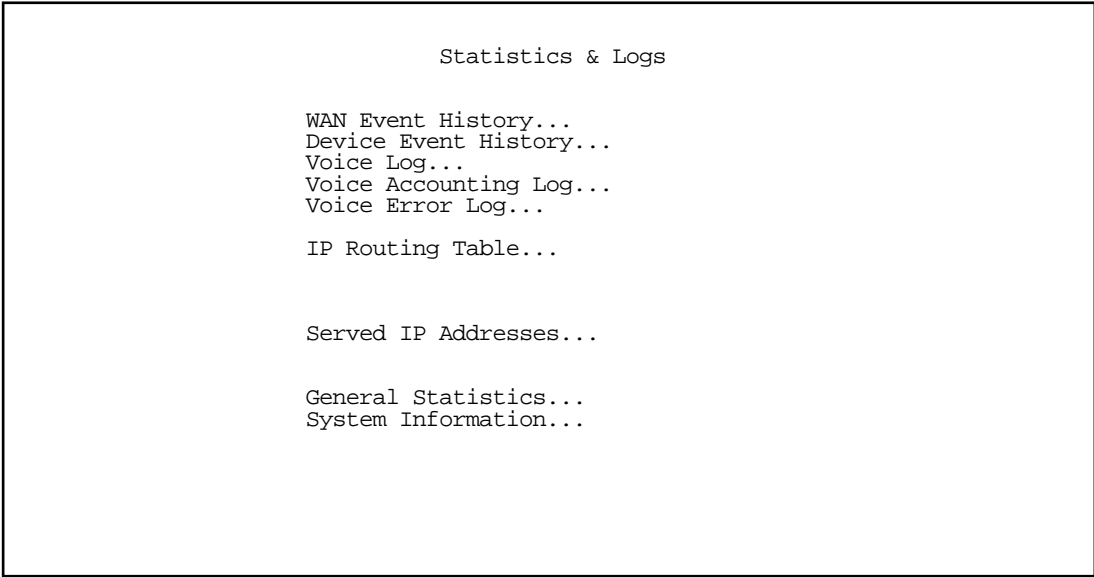 Statistics & Logs
WAN Event History...
Device Event History...
Voice Log...
Voice Accounting Log...
Voice Error Log...
IP Routing Table...
Served IP Addresses...
General Statistics...
System Information...